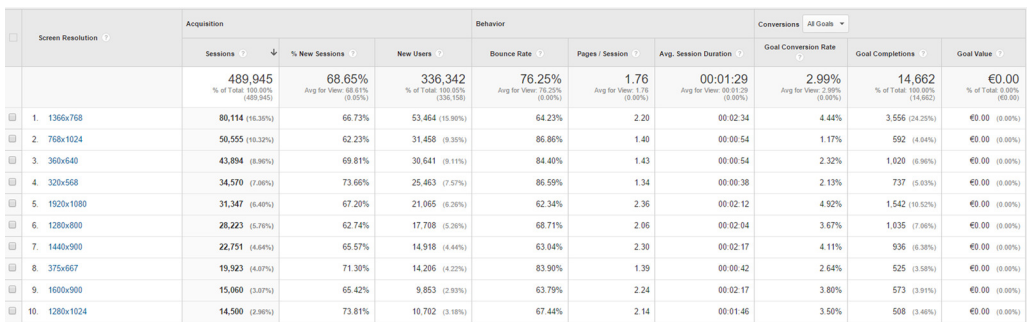 Acquisition Behavior Conversions All Goals
Screen Resolution ? Sessions ? % New Sessions ? New Users ? Bounce Rate ? Pages / Session ? Avg. Session Duration ? Goal Conversion Rate ? Goal Completions ? Goal Value ?
489,945 68.65% 336,342 76.25% 1.76 00:01:29 2.99% 14,662 €0.00
% of Total: 100.00% Avg for View: 68.61% % of Total: 100.05% Avg for View: 76.25% Avg for View: 1.76 Avg for View: 00:01:29 Avg for View: 2.99% % of Total: 100.00% % of Total: 0.00%
(489,945) (0.05%) (336,158) (0.00%) (0.00%) (0.00%) (0.00%) (14,662) (€0.00)
1. 1366x768 80,114 (16.35%) 66.73% 53,464 (15.90%) 64.23% 2.20 00:02:34 4.44% 3,556 (24.25%) €0.00 (0.00%)
2. 768x1024 50,555 (10.32%) 62.23% 31,458 (9.35%) 86.86% 1.40 00:00:54 1.17% 592 (4.04%) €0.00 (0.00%)
3. 360x640 43,894 (8.96%) 69.81% 30,641 (9.11%) 84.40% 1.43 00:00:54 2.32% 1,020 (6.96%) €0.00 (0.00%)
4. 320x568 34,570 (7.06%) 73.66% 25,463 (7.57%) 86.59% 1.34 00:00:38 2.13% 737 (5.03%) €0.00 (0.00%)
5. 1920x1080 31,347 (6.40%) 67.20% 21,065 (6.26%) 62.34% 2.36 00:02:12 4.92% 1,542 (10.52%) €0.00 (0.00%)
6. 1280x800 28,223 (5.76%) 62.74% 17,708 (5.26%) 68.71% 2.06 00:02:04 3.67% 1,035 (7.06%) €0.00 (0.00%)
7. 1440x900 22,751 (4.64%) 65.57% 14,918 (4.44%) 63.04% 2.30 00:02:17 4.11% 936 (6.38%) €0.00 (0.00%)
8. 375x667 19,923 (4.07%) 71.30% 14,206 (4.22%) 83.90% 1.39 00:00:42 2.64% 525 (3.58%) €0.00 (0.00%)
9. 1600x900 15,060 (3.07%) 65.42% 9,853 (2.93%) 63.79% 2.24 00:02:17 3.80% 573 (3.91%) €0.00 (0.00%)
10. 1280x1024 14,500 (2.96%) 73.81% 10,702 (3.18%) 67.44% 2.14 00:01:46 3.50% 508 (3.46%) €0.00 (0.00%)